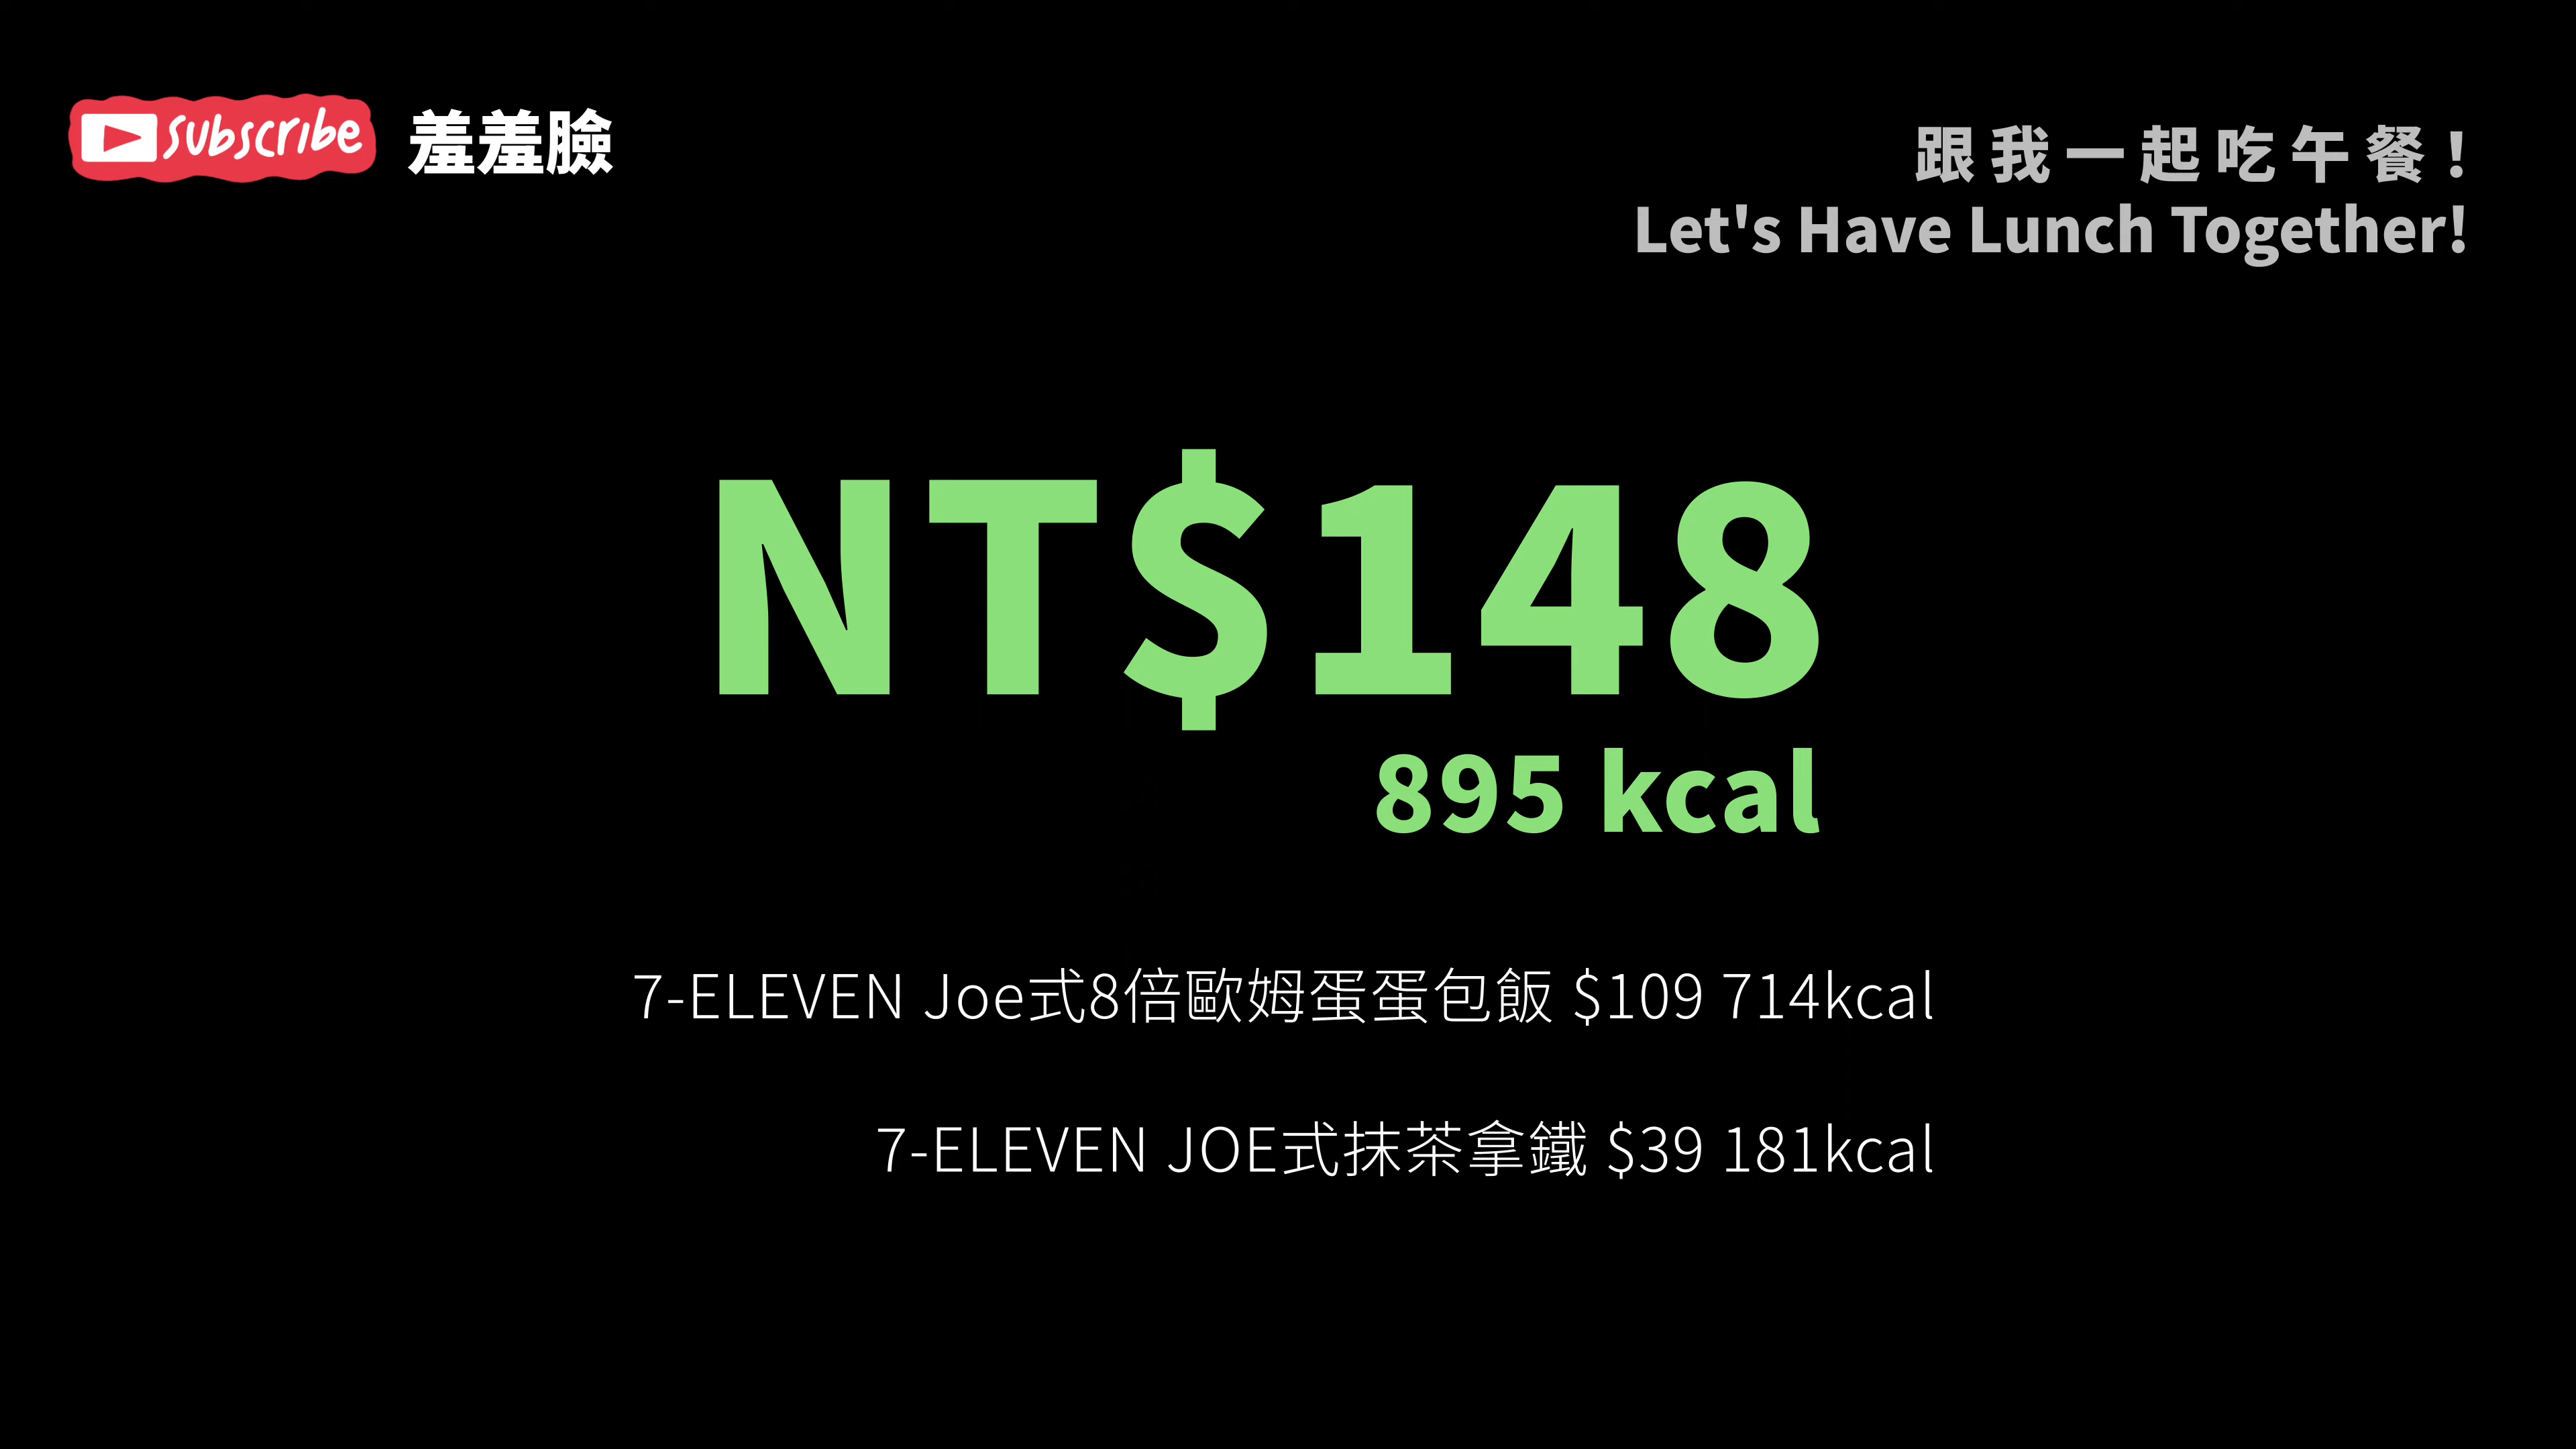 Subscribe 羞羞臉
跟我一起吃午餐！
Let's Have Lunch Together!
NT$148
895 kcal
7-ELEVEN Joe式8倍歐姆蛋蛋包飯 $109 714kcal
7-ELEVEN JOE式抹茶拿鐵 $39 181kcal